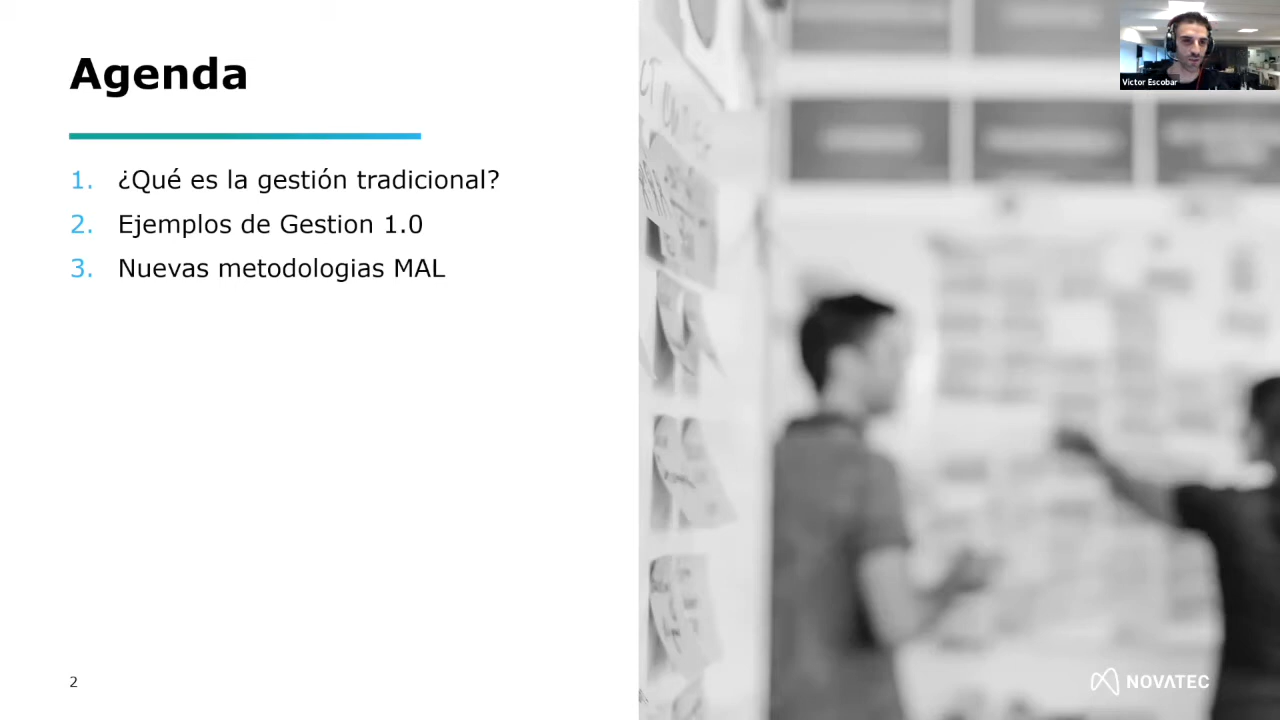 Agenda
1. ¿Qué es la gestión tradicional?
2. Ejemplos de Gestion 1.0
3. Nuevas metodologias MAL
Victor Escobar
2
NOVATEC